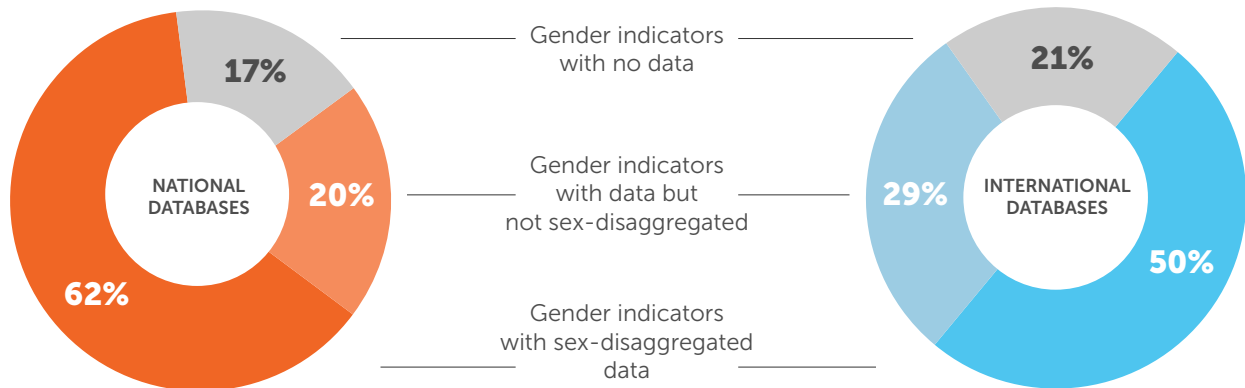 Gender indicators
with no data
17%
21%
Gender indicators
with data but
not sex-disaggregated
NATIONAL
DATABASES
20%
29%
INTERNATIONAL
DATABASES
62%
50%
Gender indicators
with sex-disaggregated
data